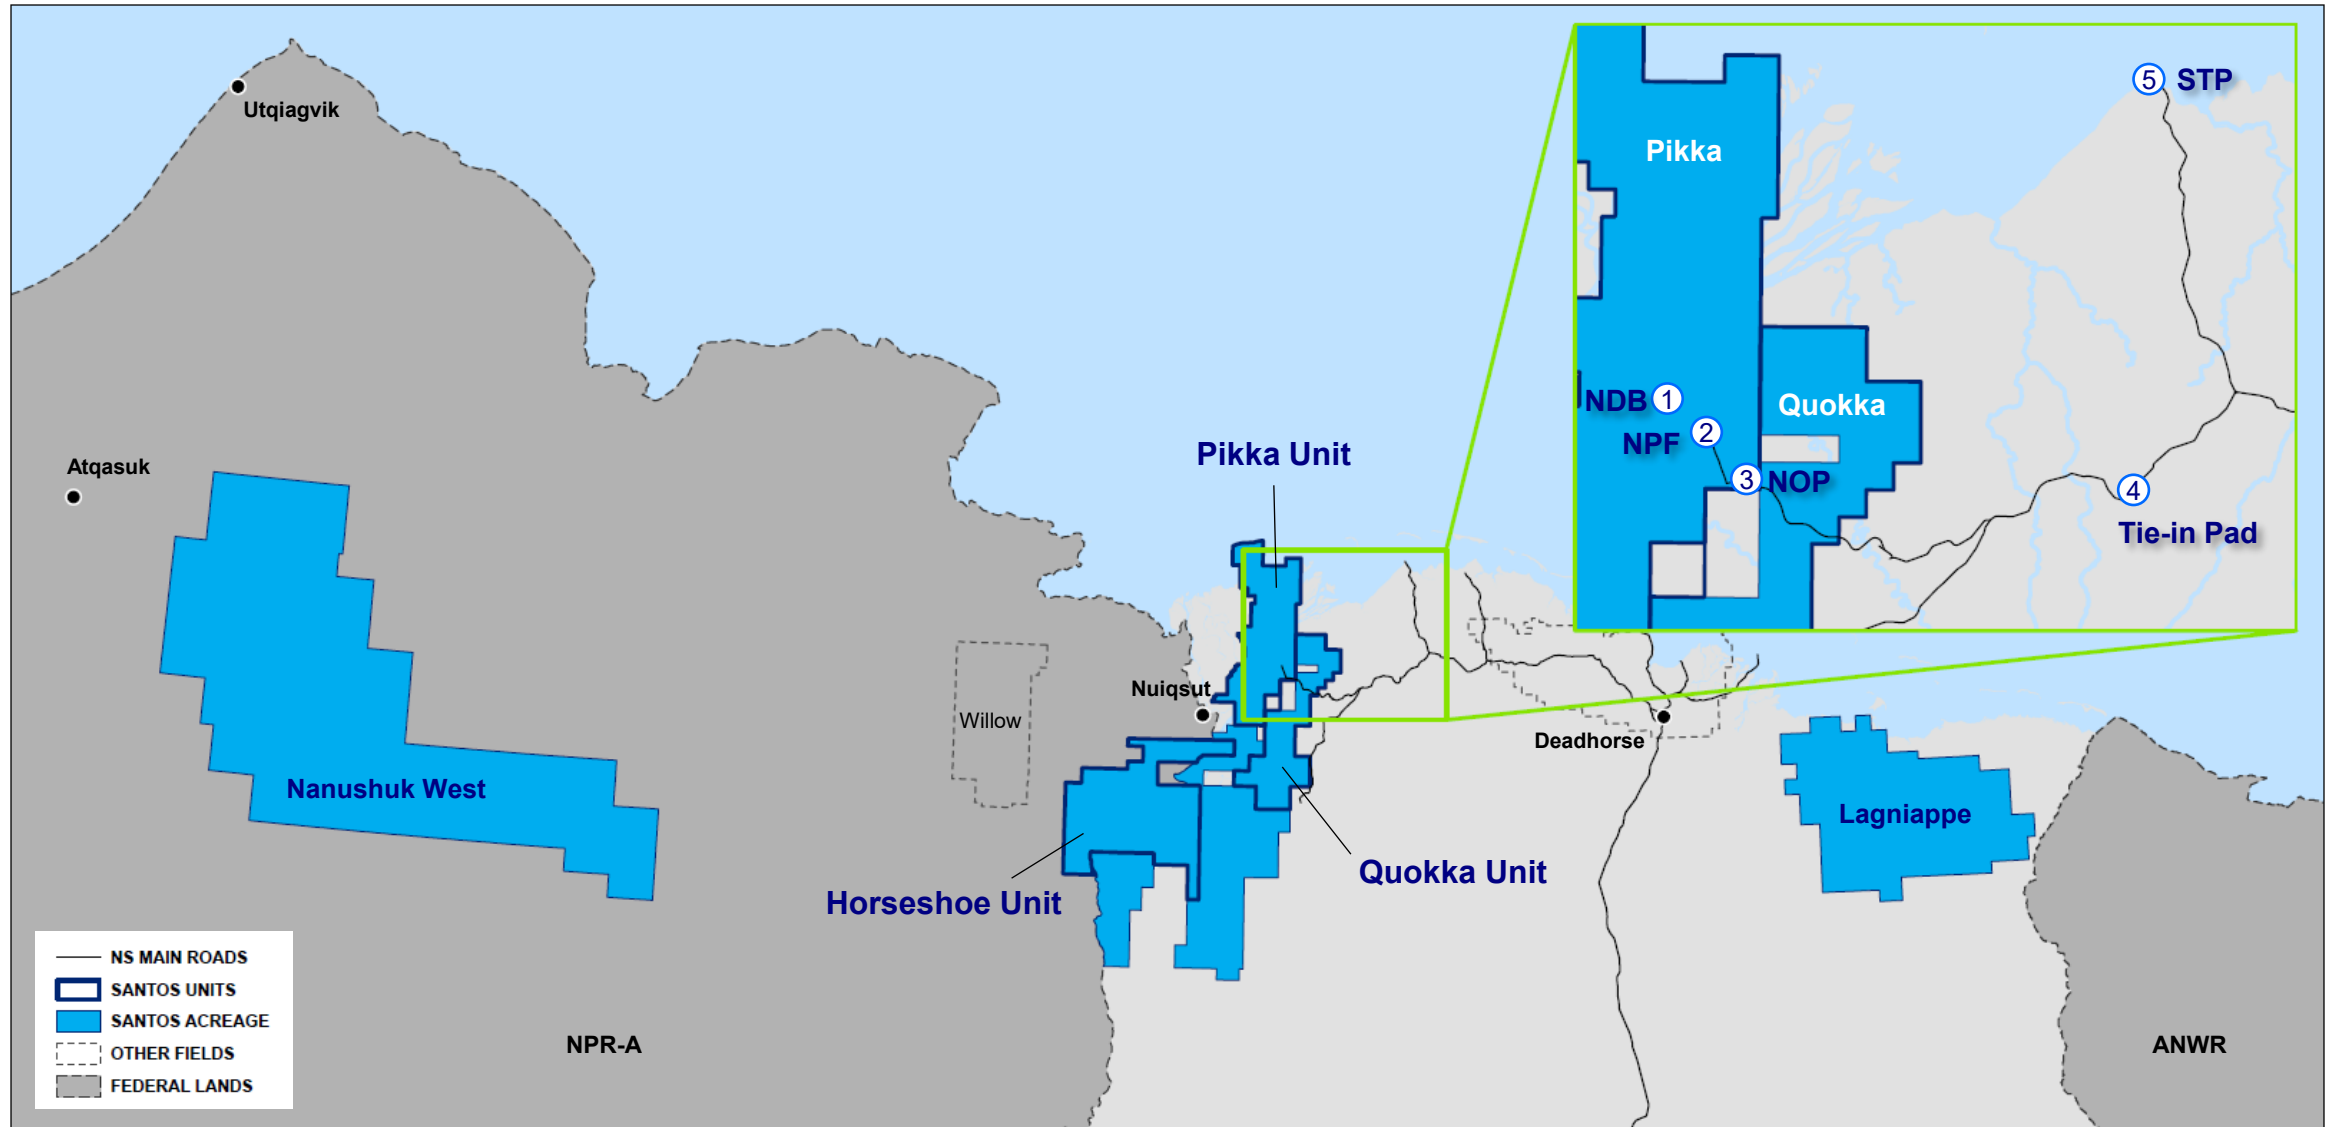 Utqiagvik
Atqasuk
Nanushuk West
NPR-A
Willow
Nuiqsut
Pikka Unit
Horseshoe Unit
Quokka Unit
Deadhorse
Lagniappe
ANWR
Pikka
Quokka
NDB 1
2
NPF
3 NOP
4
Tie-in Pad
5 STP
NS MAIN ROADS
SANTOS UNITS
SANTOS ACREAGE
OTHER FIELDS
FEDERAL LANDS